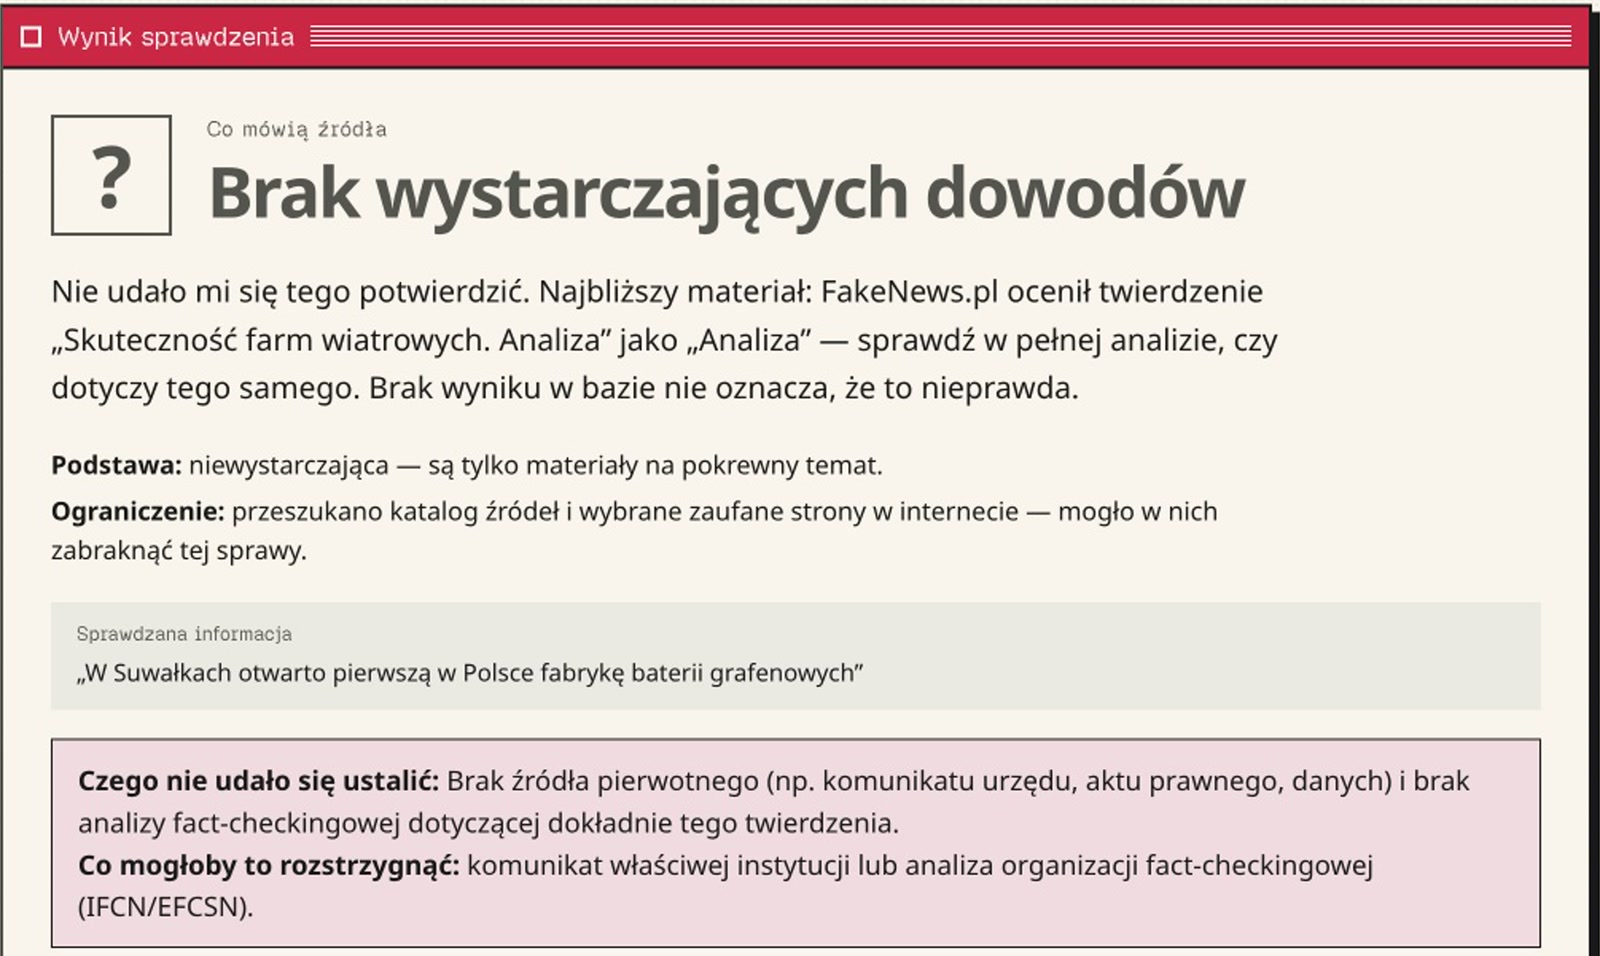 Wynik sprawdzenia
?
Co mówią źródła
Brak wystarczających dowodów
Nie udało mi się tego potwierdzić. Najbliższy materiał: FakeNews.pl ocenił twierdzenie
„Skuteczność farm wiatrowych. Analiza” jako „Analiza” — sprawdź w pełnej analizie, czy
dotyczy tego samego. Brak wyniku w bazie nie oznacza, że to nieprawda.
Podstawa: niewystarczająca — są tylko materiały na pokrewny temat.
Ograniczenie: przeszukano katalog źródeł i wybrane zaufane strony w internecie — mogło w nich
zabraknąć tej sprawy.
Sprawdzana informacja
„W Suwałkach otwarto pierwszą w Polsce fabrykę baterii grafenowych”
Czego nie udało się ustalić: Brak źródła pierwotnego (np. komunikatu urzędu, aktu prawnego, danych) i brak
analizy fact-checkingowej dotyczącej dokładnie tego twierdzenia.
Co mogłoby to rozstrzygnąć: komunikat właściwej instytucji lub analiza organizacji fact-checkingowej
(IFCN/EFCSN).